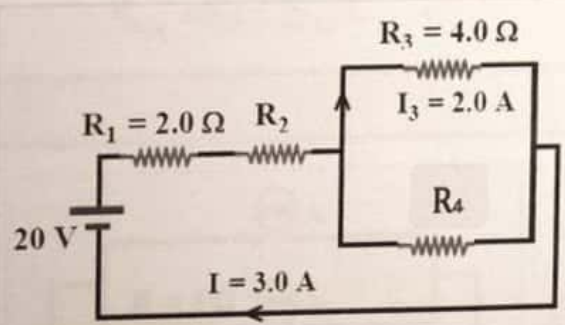 R₃ = 4.0 Ω
I₃ = 2.0 A
R₁ = 2.0 Ω R₂
R₄
20 V
I = 3.0 A